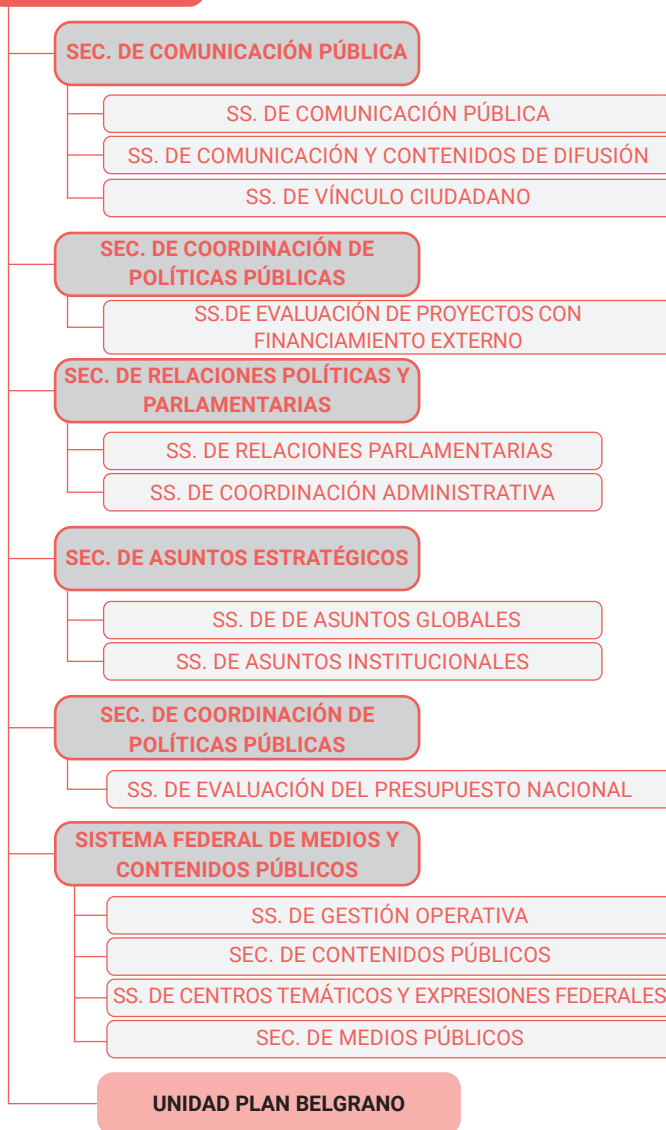 SEC. DE COMUNICACIÓN PÚBLICA
SS. DE COMUNICACIÓN PÚBLICA
SS. DE COMUNICACIÓN Y CONTENIDOS DE DIFUSIÓN
SS. DE VÍNCULO CIUDADANO
SEC. DE COORDINACIÓN DE
POLÍTICAS PÚBLICAS
SS.DE EVALUACIÓN DE PROYECTOS CON
FINANCIAMIENTO EXTERNO
SEC. DE RELACIONES POLÍTICAS Y
PARLAMENTARIAS
SS. DE RELACIONES PARLAMENTARIAS
SS. DE COORDINACIÓN ADMINISTRATIVA
SEC. DE ASUNTOS ESTRATÉGICOS
SS. DE DE ASUNTOS GLOBALES
SS. DE ASUNTOS INSTITUCIONALES
SEC. DE COORDINACIÓN DE
POLÍTICAS PÚBLICAS
SS. DE EVALUACIÓN DEL PRESUPUESTO NACIONAL
SISTEMA FEDERAL DE MEDIOS Y
CONTENIDOS PÚBLICOS
SS. DE GESTIÓN OPERATIVA
SEC. DE CONTENIDOS PÚBLICOS
SS. DE CENTROS TEMÁTICOS Y EXPRESIONES FEDERALES
SEC. DE MEDIOS PÚBLICOS
UNIDAD PLAN BELGRANO